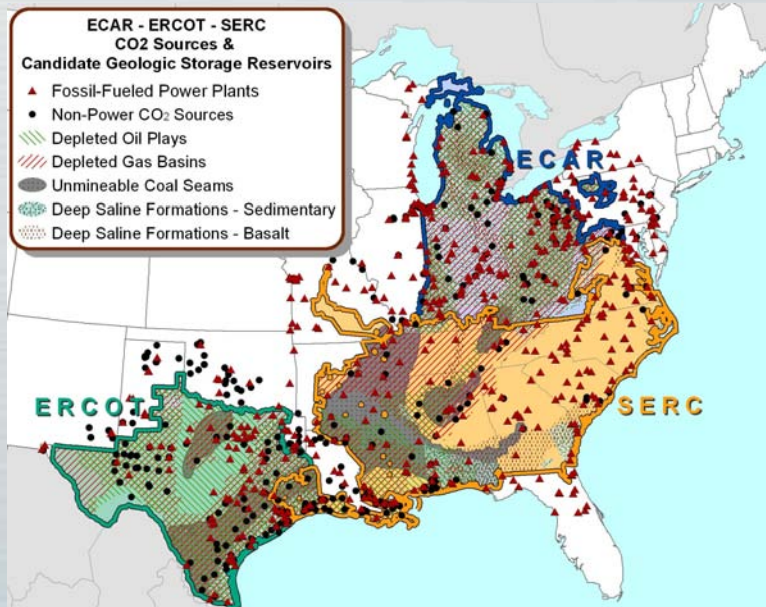 ECAR - ERCOT - SERC
CO2 Sources &
Candidate Geologic Storage Reservoirs
Fossil-Fueled Power Plants
Non-Power CO₂ Sources
Depleted Oil Plays
Depleted Gas Basins
Unmineable Coal Seams
Deep Saline Formations - Sedimentary
Deep Saline Formations - Basalt
ECAR
ERCOT
SERC